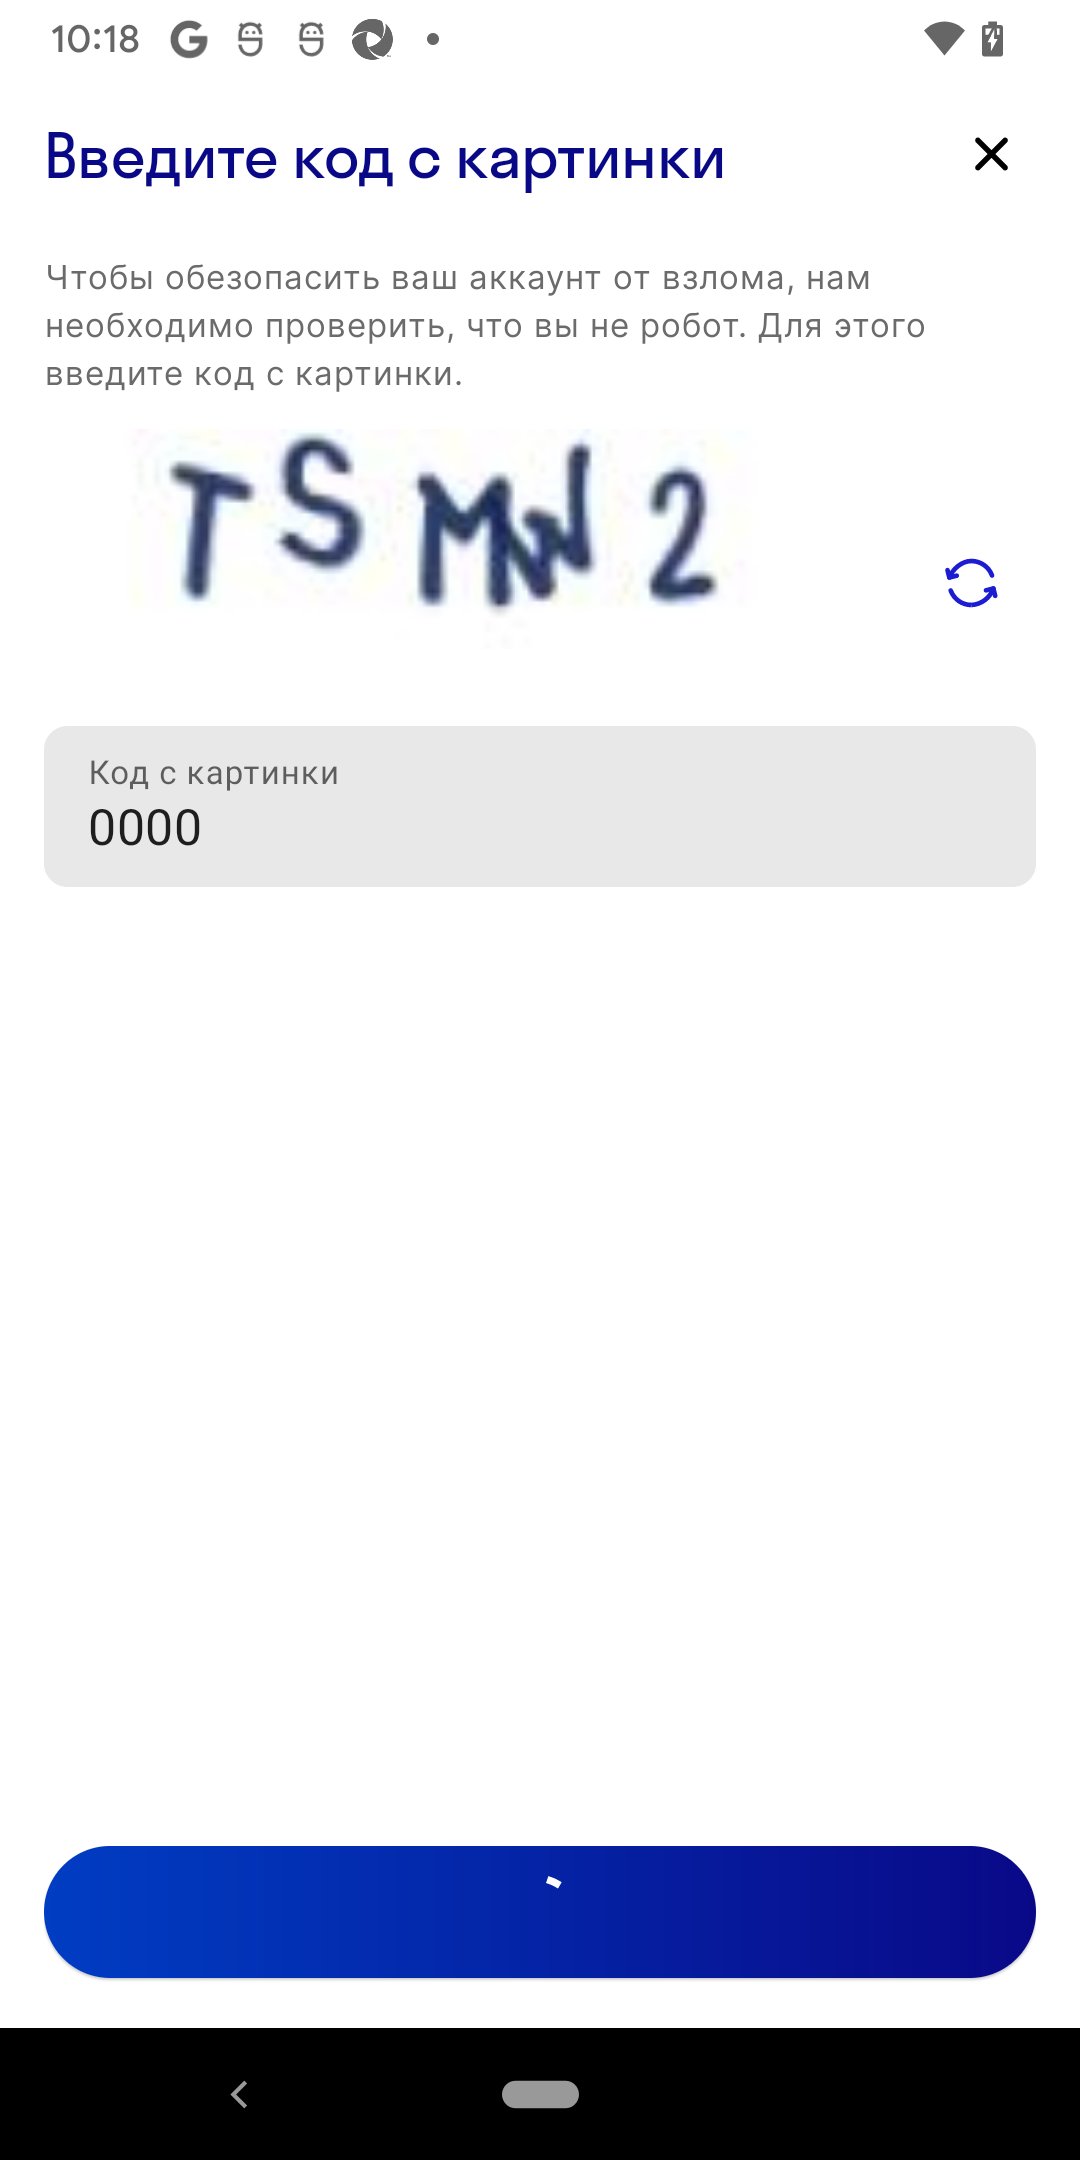 10:18
Введите код с картинки
Чтобы обезопасить ваш аккаунт от взлома, нам
необходимо проверить, что вы не робот. Для этого
введите код с картинки.
Код с картинки
0000